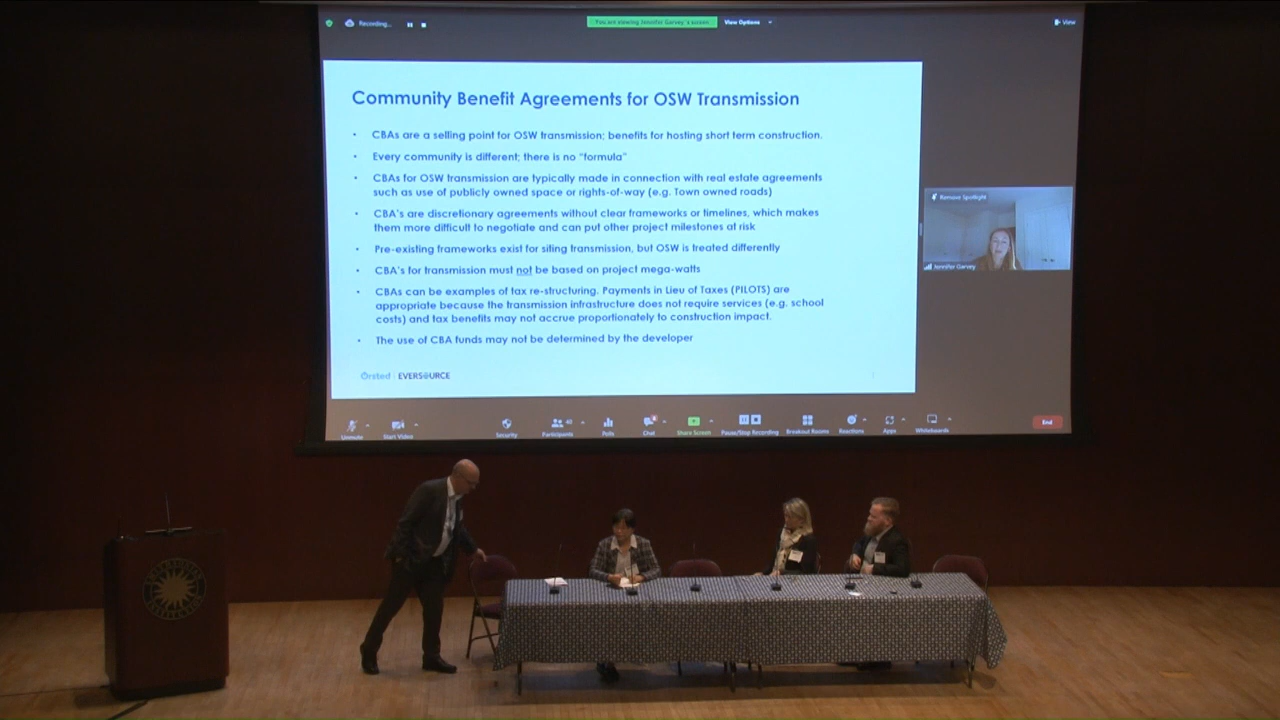 Recording...
You are viewing Jennifer Garvey's screen
View Options
View
Community Benefit Agreements for OSW Transmission
• CBAs are a selling point for OSW transmission; benefits for hosting short term construction.
• Every community is different; there is no "formula"
• CBAs for OSW transmission are typically made in connection with real estate agreements
such as use of publicly owned space or rights-of-way (e.g. Town owned roads)
• CBA's are discretionary agreements without clear frameworks or timelines, which makes
them more difficult to negotiate and can put other project milestones at risk
• Pre-existing frameworks exist for siting transmission, but OSW is treated differently
• CBA's for transmission must not be based on project mega-watts
• CBAs can be examples of tax re-structuring. Payments in Lieu of Taxes (PILOTS) are
appropriate because the transmission infrastructure does not require services (e.g. school
costs) and tax benefits may not accrue proportionately to construction impact.
• The use of CBA funds may not be determined by the developer
Orsted | EVERSOURCE
Remove Spotlight
Jennifer Garvey
Unmute
Start Video
Security
Participants
Polls
Chat
Share Screen
Pause/Stop Recording
Breakout Rooms
Reactions
Apps
Whiteboards
End